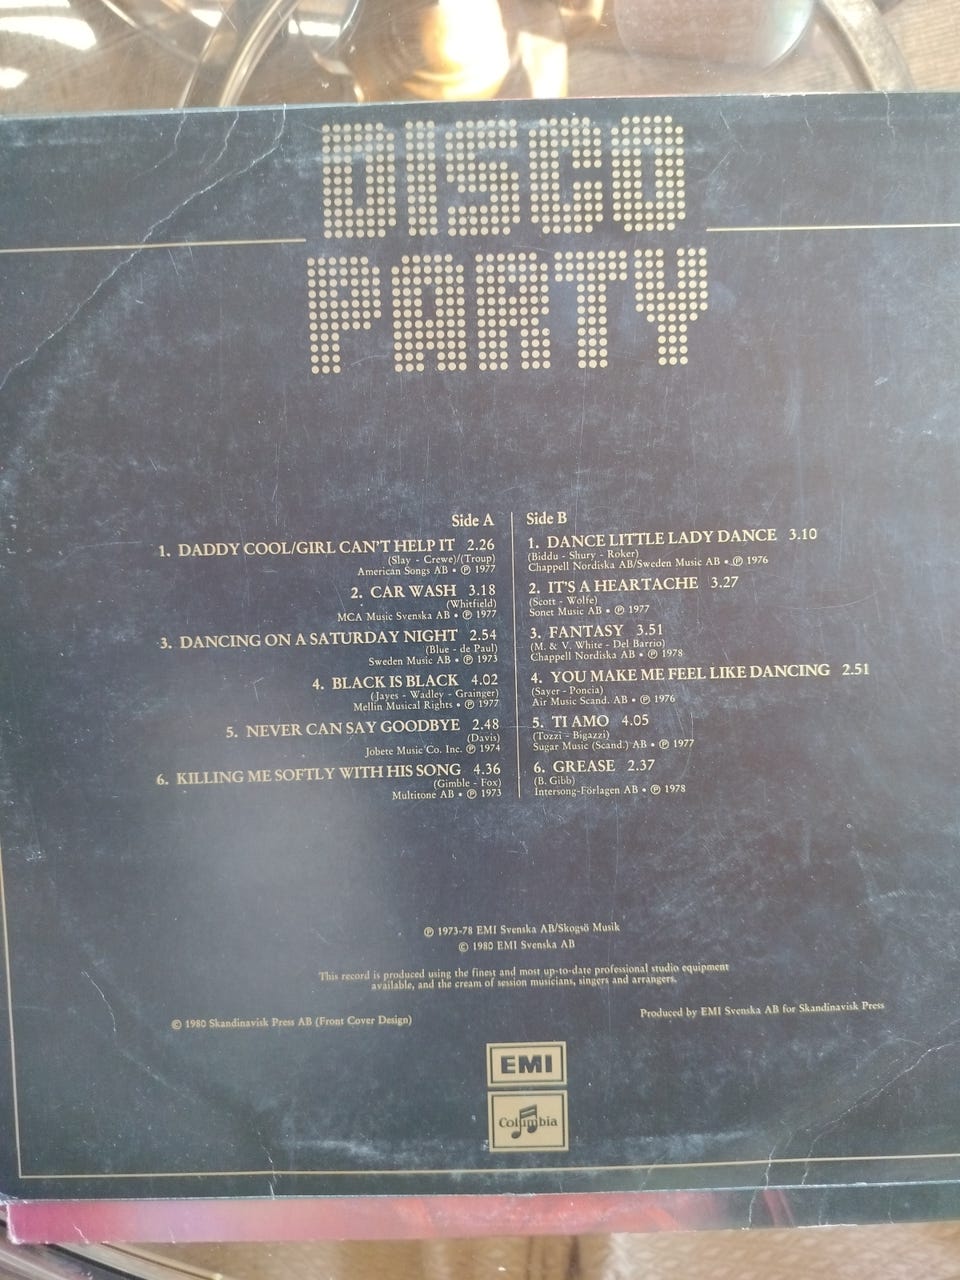 DISCO
PARTY
Side A
1. DADDY COOL/GIRL CAN'T HELP IT 2.26
(Slay - Crewe)/(Troup)
American Songs AB • ℗ 1977
2. CAR WASH 3.18
(Whitfield)
MCA Music Svenska AB • ℗ 1977
3. DANCING ON A SATURDAY NIGHT 2.54
(Blue - de Paul)
Sweden Music AB • ℗ 1973
4. BLACK IS BLACK 4.02
(Jayes - Wadley - Grainger)
Mellin Musical Rights • ℗ 1977
5. NEVER CAN SAY GOODBYE 2.48
(Davis)
Jobete Music Co. Inc. ℗ 1974
6. KILLING ME SOFTLY WITH HIS SONG 4.36
(Gimble - Fox)
Multitone AB • ℗ 1973
Side B
1. DANCE LITTLE LADY DANCE 3.10
(Biddu - Shury - Roker)
Chappell Nordiska AB/Sweden Music AB • ℗ 1976
2. IT'S A HEARTACHE 3.27
(Scott - Wolfe)
Sonet Music AB • ℗ 1977
3. FANTASY 3.51
(M. & V. White - Del Barrio)
Chappell Nordiska AB • ℗ 1978
4. YOU MAKE ME FEEL LIKE DANCING 2.51
(Sayer - Poncia)
Air Music Scand. AB • ℗ 1976
5. TI AMO 4.05
(Tozzi - Bigazzi)
Sugar Music (Scand.) AB • ℗ 1977
6. GREASE 2.37
(B. Gibb)
Intersong-Förlagen AB • ℗ 1978
℗ 1973-78 EMI Svenska AB/Skogsö Musik
© 1980 EMI Svenska AB
This record is produced using the finest and most up-to-date professional studio equipment
available, and the cream of session musicians, singers and arrangers.
© 1980 Skandinavisk Press AB (Front Cover Design)
Produced by EMI Svenska AB for Skandinavisk Press
EMI
Columbia